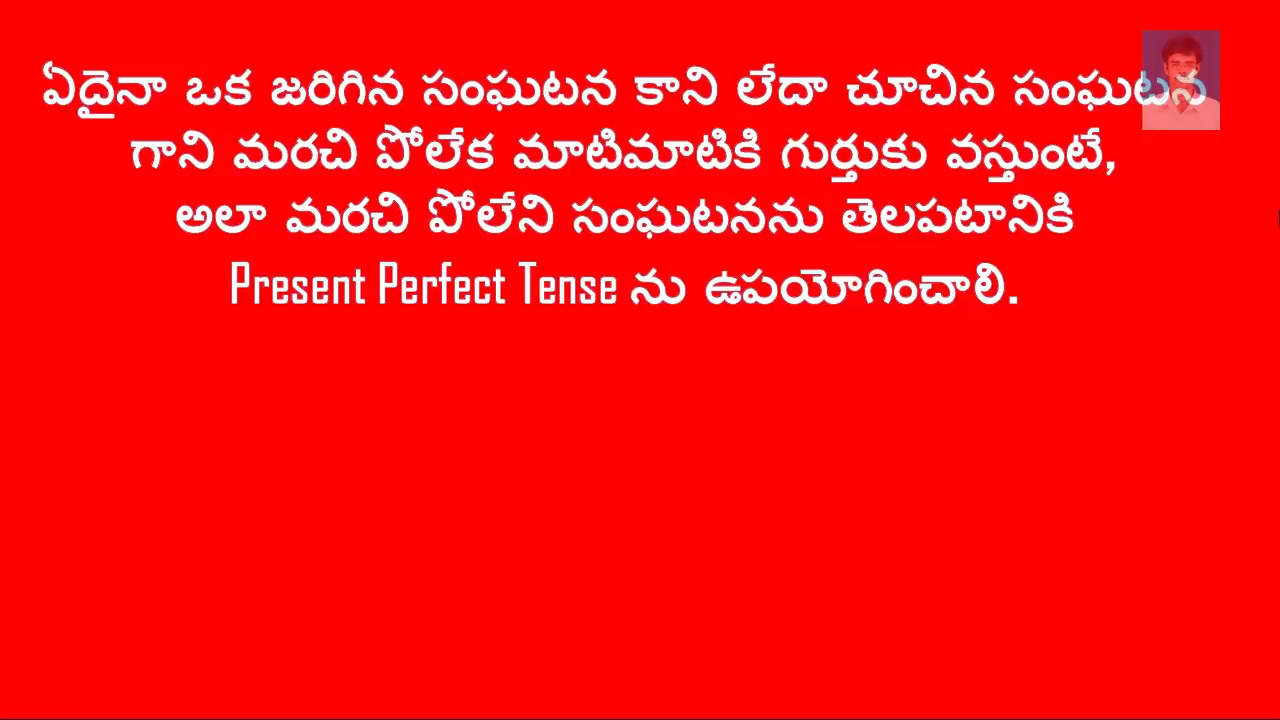 ఏదైనా ఒక జరిగిన సంఘటన కాని లేదా చూచిన సంఘటన
గాని మరచి పోలేక మాటిమాటికి గుర్తుకు వస్తుంటే,
అలా మరచి పోలేని సంఘటనను తెలపటానికి
Present Perfect Tense ను ఉపయోగించాలి.